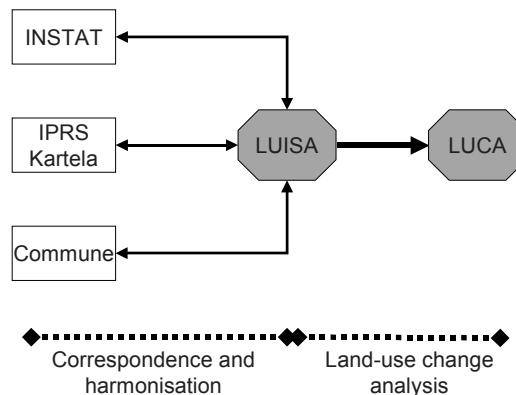 INSTAT
IPRS
Kartela
LUISA
LUCA
Commune
Correspondence and
harmonisation
Land-use change
analysis